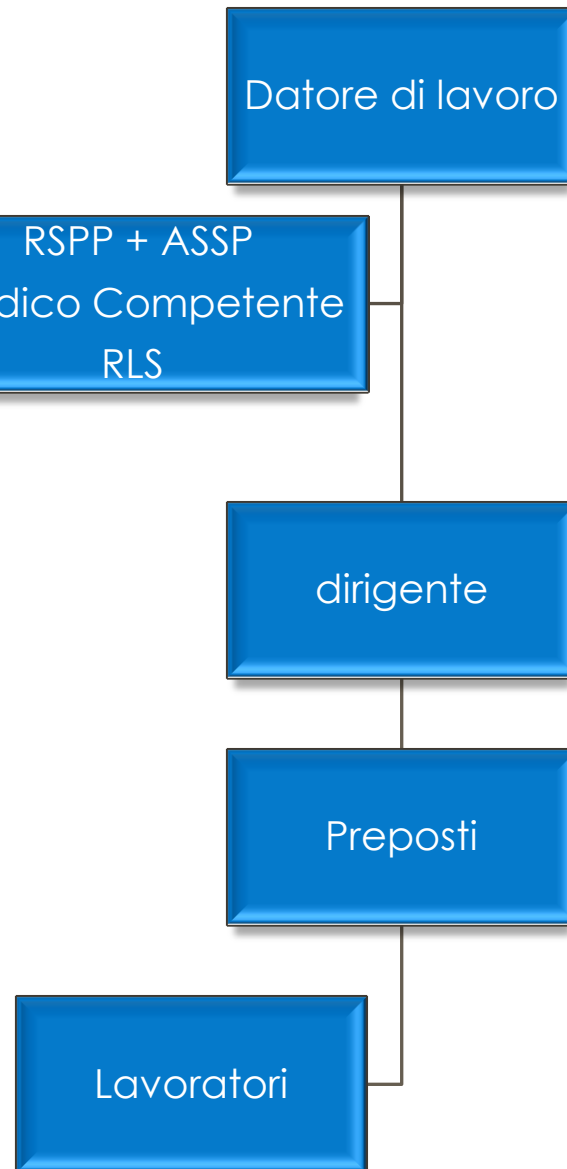 Datore di lavoro
RSPP + ASSP
dico Competente
RLS
dirigente
Preposti
Lavoratori